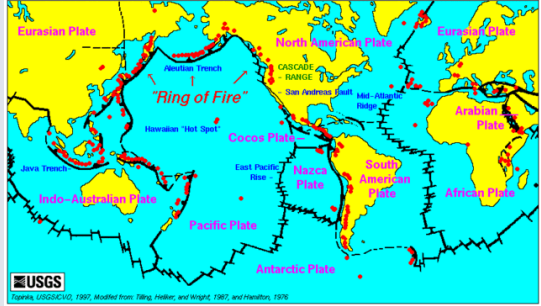 Eurasian Plate
North American Plate
Eurasian Plate
Aleutian Trench
CASCADE
RANGE
"Ring of Fire"
San Andreas Fault
Mid-Atlantic
Ridge
Arabian
Plate
Hawaiian "Hot Spot"
Cocos Plate
Java Trench
East Pacific
Rise
Nazca
Plate
South
American
Plate
African Plate
Indo-Australian Plate
Pacific Plate
Antarctic Plate
USGS
Topinka, USGS/CVO, 1997, Modified from: Tilling, Heliker, and Wright, 1987, and Hamilton, 1976